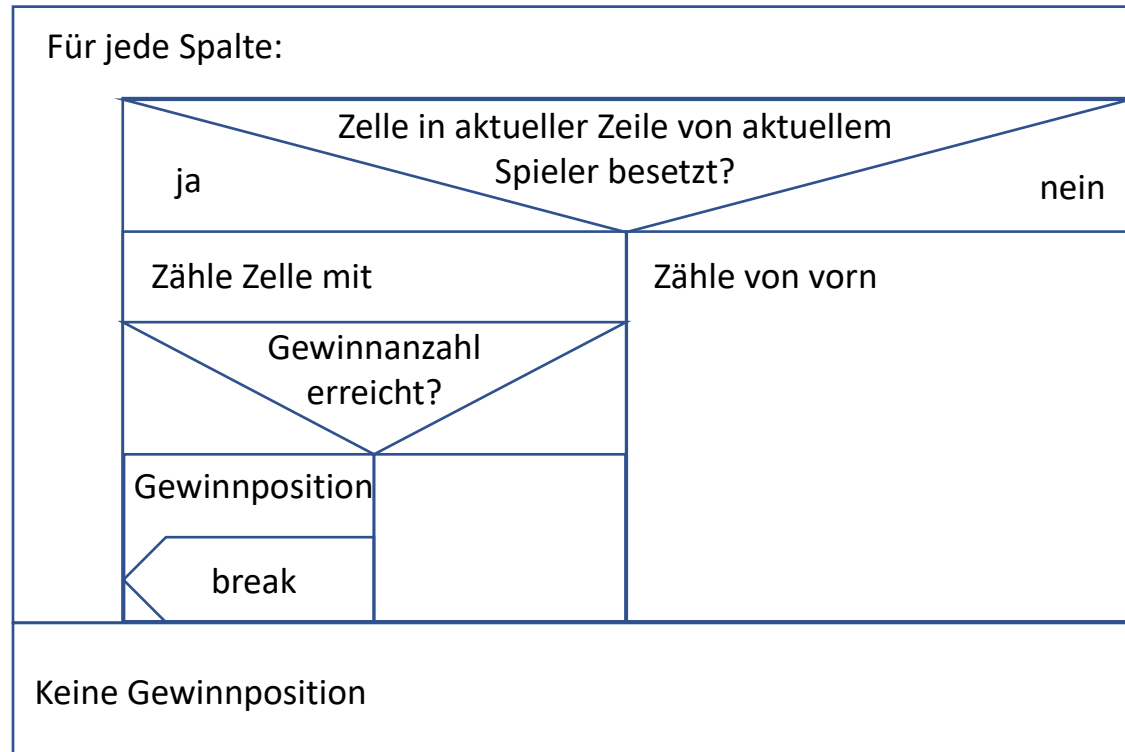 Für jede Spalte:
Zelle in aktueller Zeile von aktuellem
Spieler besetzt?
ja
nein
Zähle Zelle mit
Zähle von vorn
Gewinnanzahl
erreicht?
Gewinnposition
break
Keine Gewinnposition